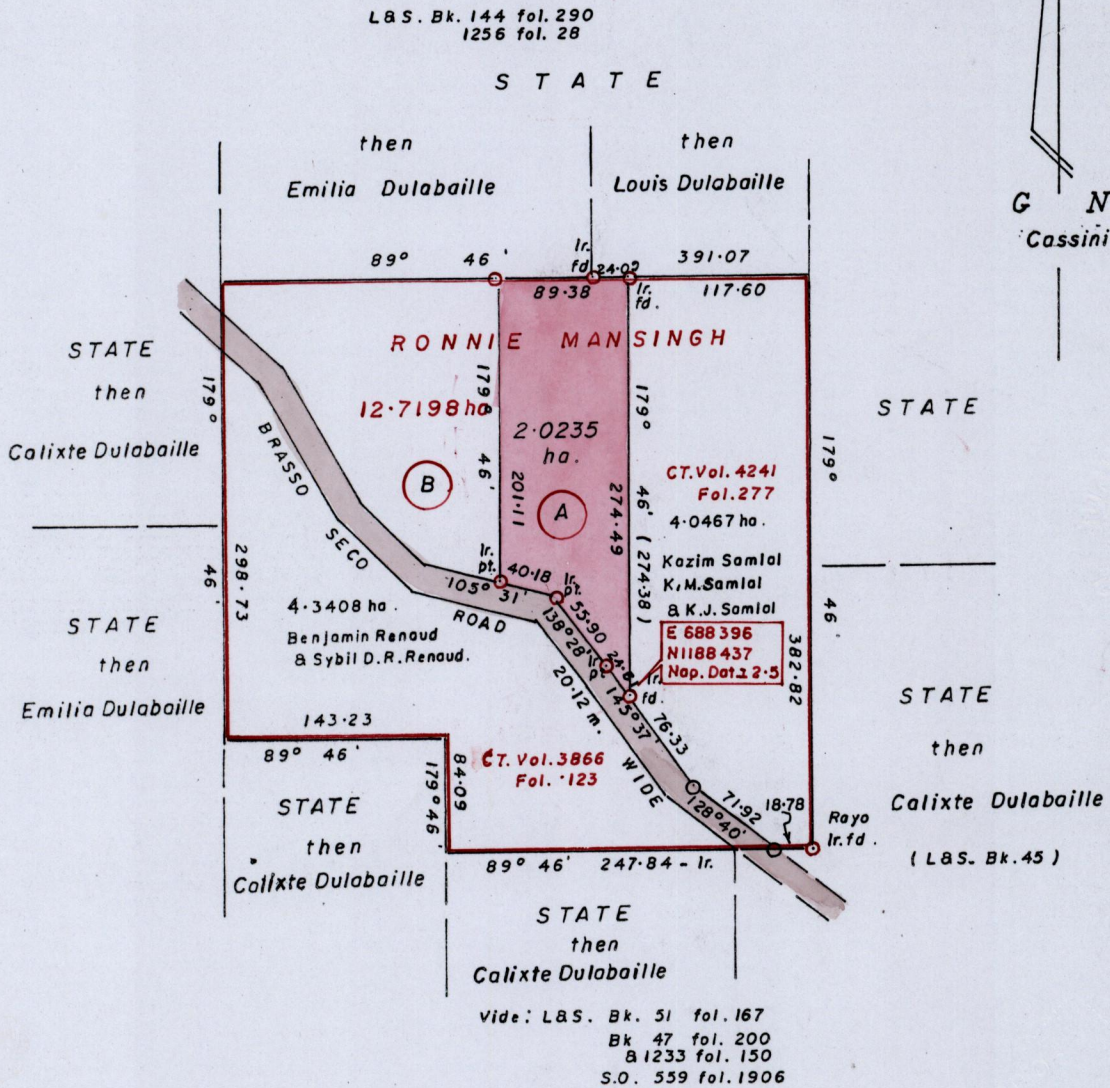 L&S. Bk. 144 fol. 290
1256 fol. 28
S T A T E
then
Emilia Dulabaille
then
Louis Dulabaille
G N
Cassini
89° 46'
Ir.
fd
24.02
391.07
89.38
Ir.
fd.
117.60
RONNIE MANSINGH
STATE
then
Calixte Dulabaille
179°
46'
298.73
12.7198 ha
179°
46'
201.11
2.0235
ha.
179°
46' (274.38)
274.49
STATE
179°
46'
382.82
BRASSO
SECO
ROAD
B
A
CT. Vol. 4241
Fol. 277
4.0467 ha.
Kazim Samlal
K.M. Samlal
& K.J. Samlal
Ir.
pt.
40.18
105° 31'
Ir.
pt.
55.90
138° 28'
Ir.
pt.
24.61
145° 37'
Ir.
fd.
E 688396
N1188437
Nap. Dat. 2.5
4.3408 ha.
Benjamin Renaud
& Sybil D.R. Renaud.
STATE
then
Emilia Dulabaille
STATE
then
Calixte Dulabaille
(L&S. Bk. 45)
20.12 m.
WIDE
76.33
143.23
89° 46'
84.09
179° 46'
CT. Vol. 3866
Fol. 123
71.92
128° 40'
18.78
Rayo
Ir. fd.
STATE
then
Calixte Dulabaille
89° 46' 247.84 - Ir.
STATE
then
Calixte Dulabaille
Vide: L&S. Bk. 51 fol. 167
Bk 47 fol. 200
& 1233 fol. 150
S.O. 559 fol. 1906